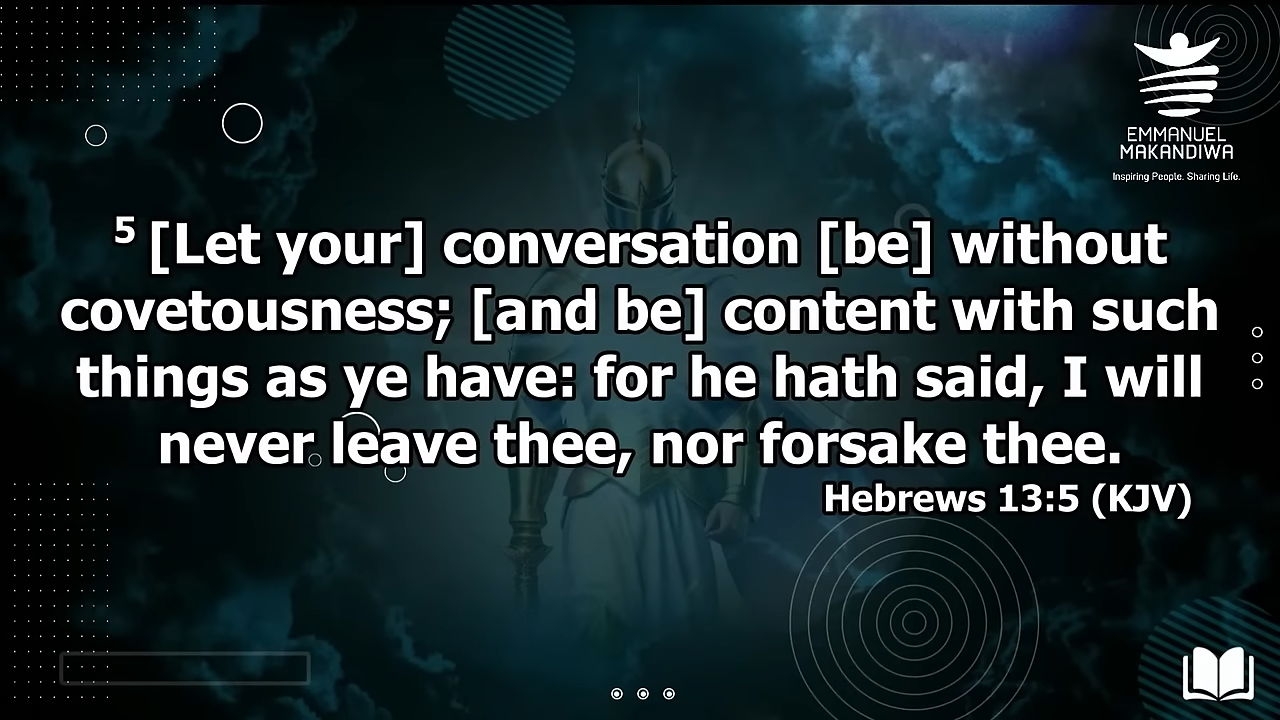 EMMANUEL
MAKANDIWA
Inspiring People. Sharing Life.
5 [Let your] conversation [be] without
covetousness; [and be] content with such
things as ye have: for he hath said, I will
never leave thee, nor forsake thee.
Hebrews 13:5 (KJV)